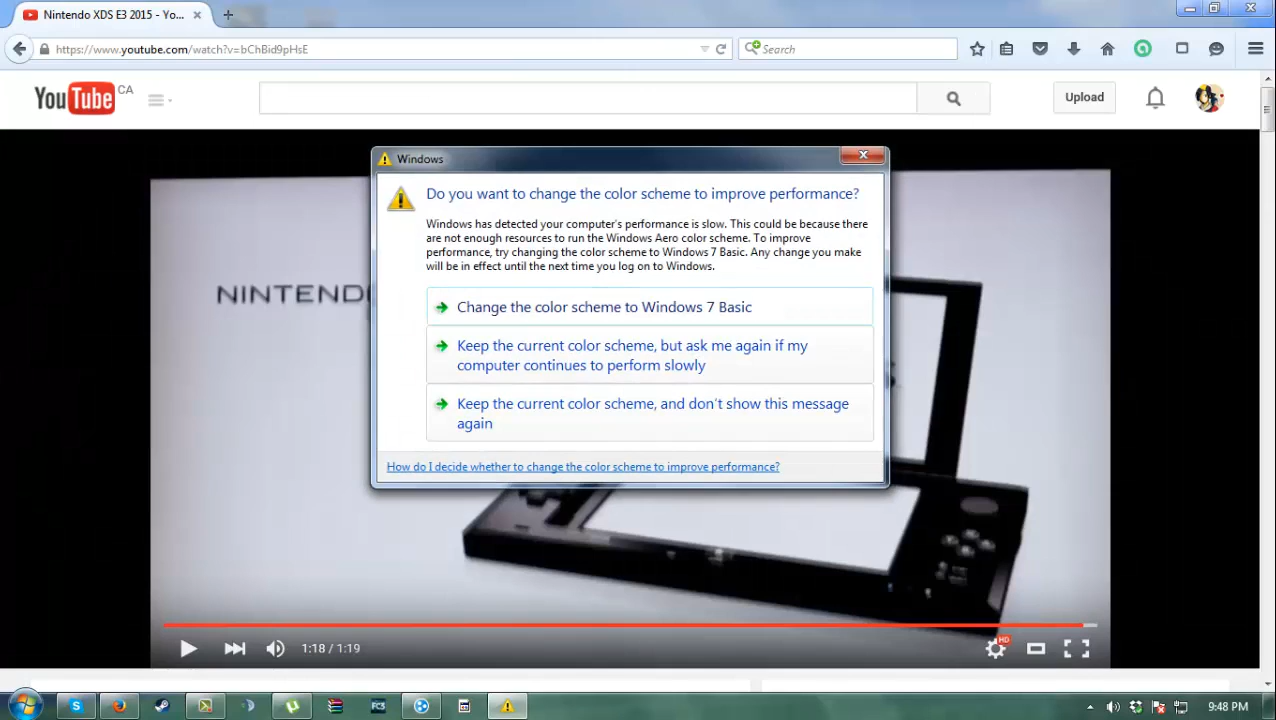 Nintendo XDS E3 2015 - Yo...
https://www.youtube.com/watch?v=bChBid9pHsE
Search
YouTube CA
Upload
Windows
Do you want to change the color scheme to improve performance?
Windows has detected your computer's performance is slow. This could be because there
are not enough resources to run the Windows Aero color scheme. To improve
performance, try changing the color scheme to Windows 7 Basic. Any change you make
will be in effect until the next time you log on to Windows.
NINTENDO
Change the color scheme to Windows 7 Basic
Keep the current color scheme, but ask me again if my
computer continues to perform slowly
Keep the current color scheme, and don't show this message
again
How do I decide whether to change the color scheme to improve performance?
1:18 / 1:19
HD
9:48 PM